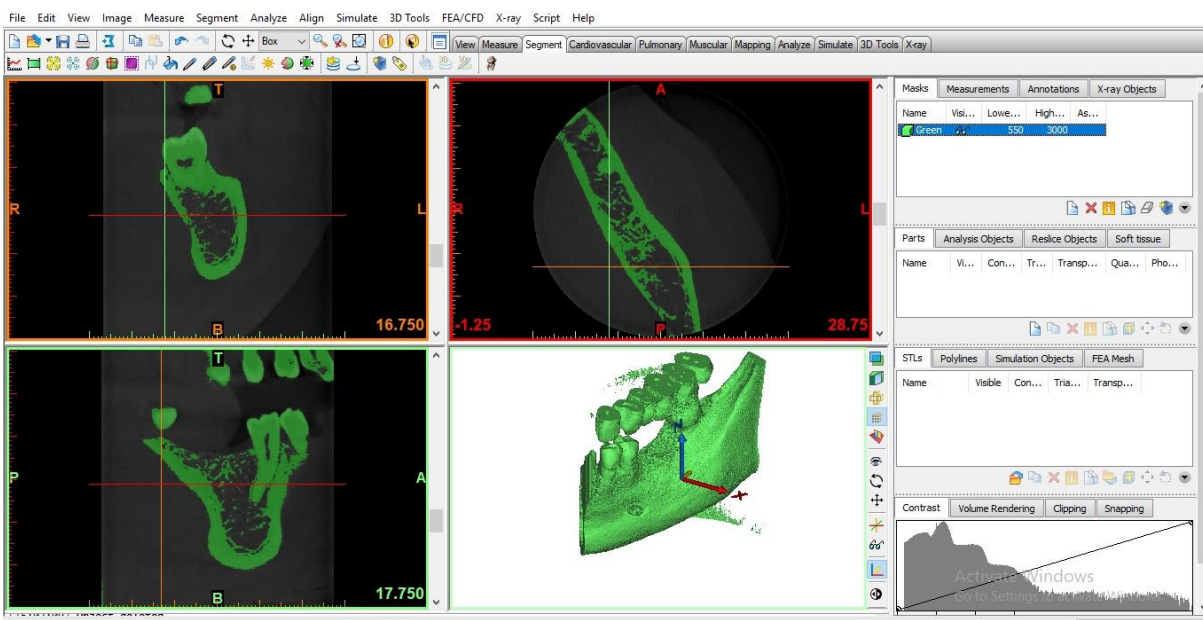 File Edit View Image Measure Segment Analyze Align Simulate 3D Tools FEA/CFD X-ray Script Help
Box
View Measure Segment Cardiovascular Pulmonary Muscular Mapping Analyze Simulate 3D Tools X-ray
T
R
L
B
16.750
A
R
L
P
-1.25
28.75
T
P
A
B
17.750
N
X
Masks Measurements Annotations X-ray Objects
Name Visi... Lowe... High... As...
Green 550 3000
Parts Analysis Objects Reslice Objects Soft tissue
Name Vi... Con... Tr... Transp... Qua... Pho...
STLs Polylines Simulation Objects FEA Mesh
Name Visible Con... Tria... Transp...
Contrast Volume Rendering Clipping Snapping
Activate Windows
Go to Settings to activate Windows.